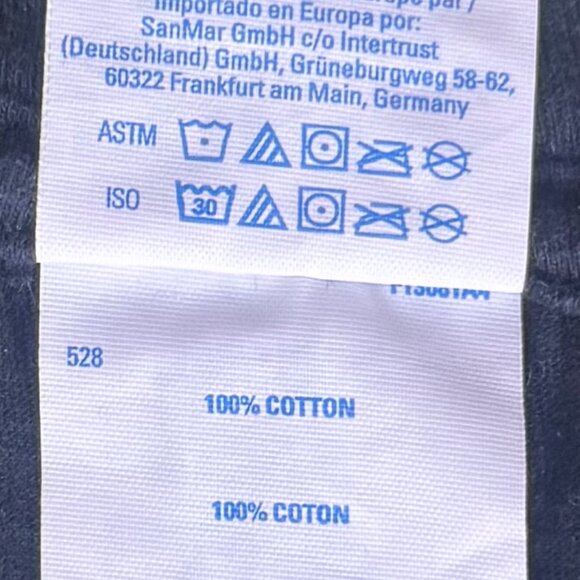 Importado en Europa por:
SanMar GmbH c/o Intertrust
(Deutschland) GmbH, Grüneburgweg 58-62,
60322 Frankfurt am Main, Germany
ASTM
ISO 30
528
100% COTTON
100% COTON